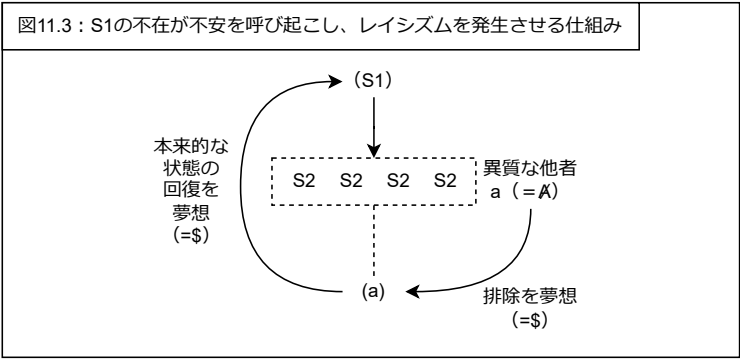 図11.3：S1の不在が不安を呼び起こし、レイシズムを発生させる仕組み
（S1）
本来的な
状態の
回復を
夢想
（=$）
S2 S2 S2 S2
異質な他者
a（＝Ⱥ）
(a)
排除を夢想
（=$）